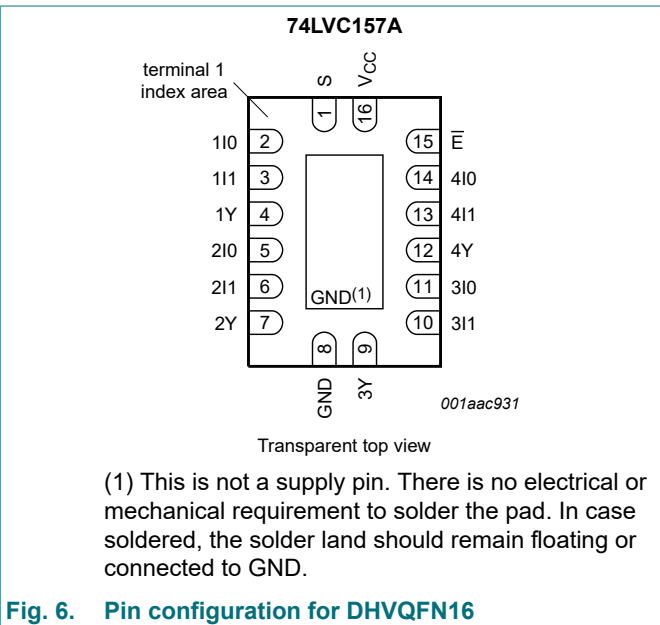 74LVC157A
terminal 1
index area
S
VCC
1
16
1I0 2
15 E̅
1I1 3
14 4I0
1Y 4
13 4I1
2I0 5
12 4Y
2I1 6
11 3I0
2Y 7
10 3I1
GND(1)
8
9
GND
3Y
001aac931
Transparent top view
(1) This is not a supply pin. There is no electrical or
mechanical requirement to solder the pad. In case
soldered, the solder land should remain floating or
connected to GND.
Fig. 6. Pin configuration for DHVQFN16